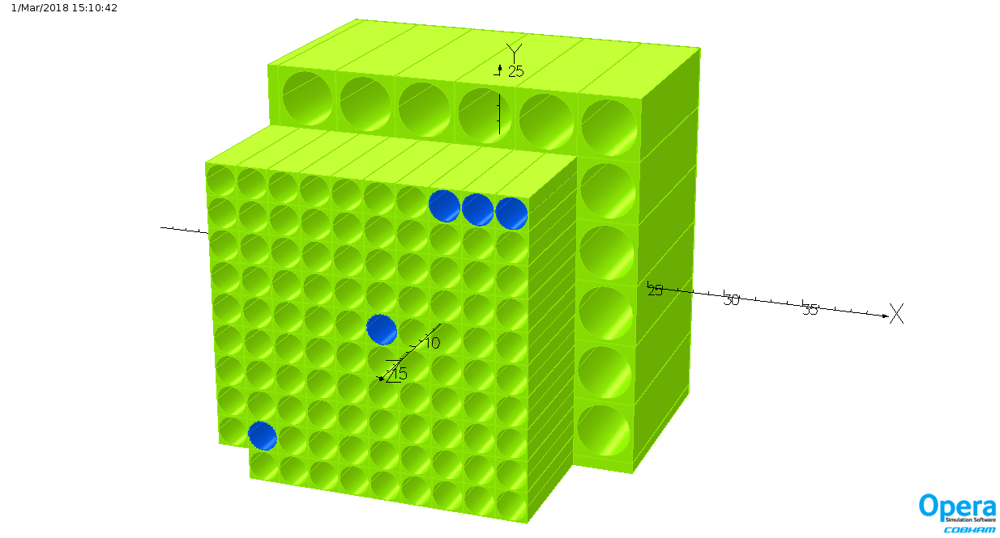 1/Mar/2018 15:10:42
Y
25
25
30
35
X
10
15
Z
Opera
Simulation Software
COBHAM